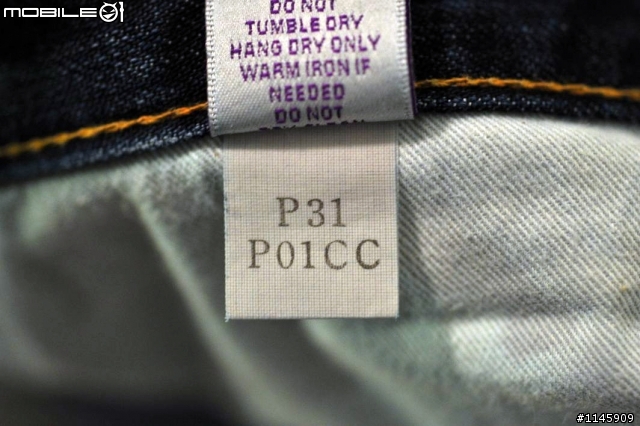 MOBILE01
DO NOT
TUMBLE DRY
HANG DRY ONLY
WARM IRON IF
NEEDED
DO NOT
P31
P01CC
#1145909